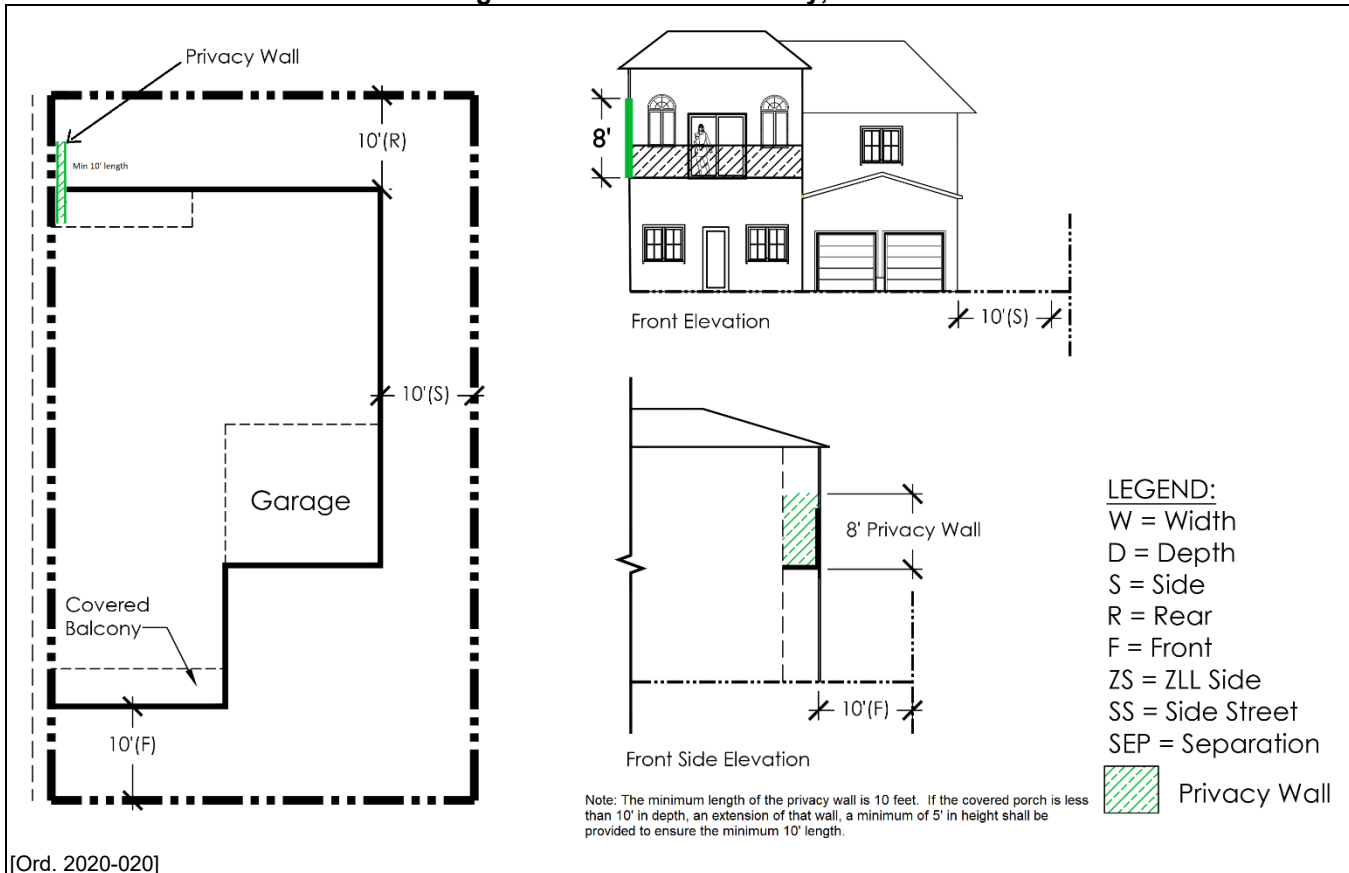 Privacy Wall
10'(R)
Min 10' length
10'(S)
Garage
Covered
Balcony
10'(F)
8'
Front Elevation
10'(S)
8' Privacy Wall
10'(F)
Front Side Elevation
Note: The minimum length of the privacy wall is 10 feet. If the covered porch is less
than 10' in depth, an extension of that wall, a minimum of 5' in height shall be
provided to ensure the minimum 10' length.
LEGEND:
W = Width
D = Depth
S = Side
R = Rear
F = Front
ZS = ZLL Side
SS = Side Street
SEP = Separation
Privacy Wall
[Ord. 2020-020]